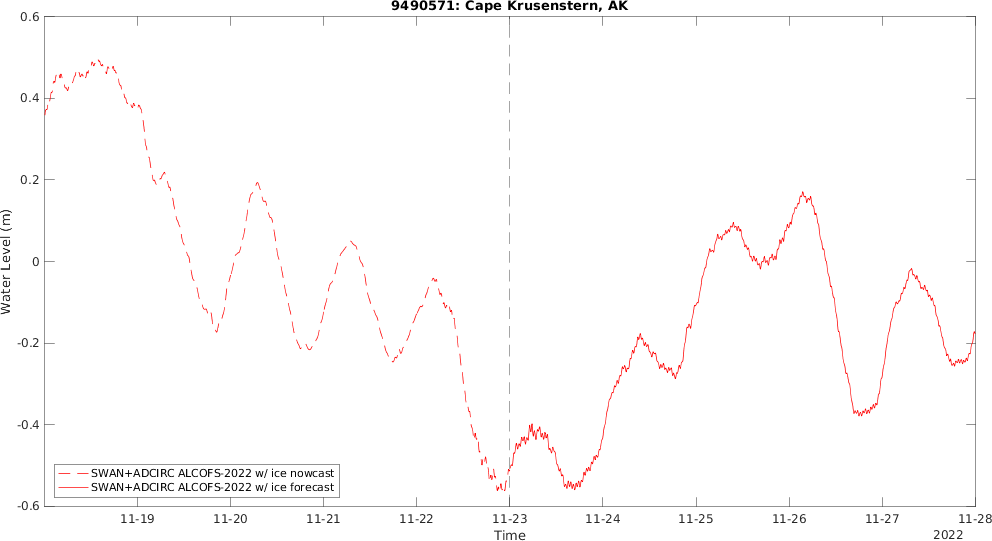 9490571: Cape Krusenstern, AK
0.6
0.4
0.2
0
-0.2
-0.4
-0.6
Water Level (m)
SWAN+ADCIRC ALCOFS-2022 w/ ice nowcast
SWAN+ADCIRC ALCOFS-2022 w/ ice forecast
11-19 11-20 11-21 11-22 11-23 11-24 11-25 11-26 11-27 11-28
Time
2022